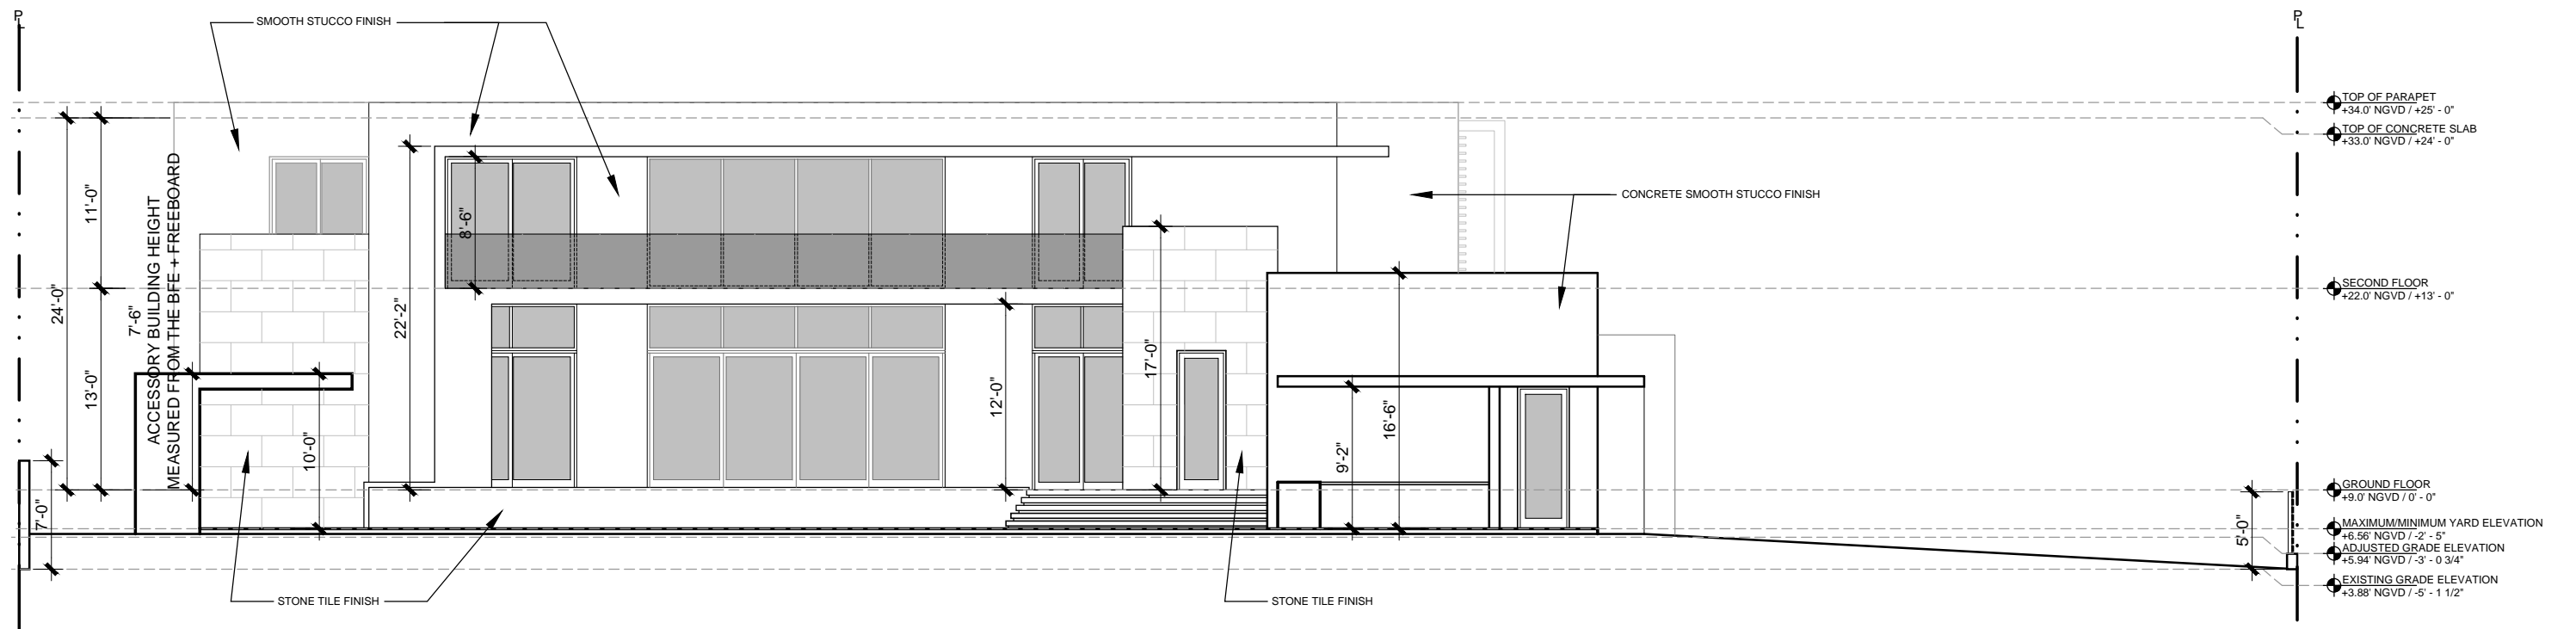 PL
PL
SMOOTH STUCCO FINISH
TOP OF PARAPET
+34.0' NGVD / +25' - 0"
TOP OF CONCRETE SLAB
+33.0' NGVD / +24' - 0"
CONCRETE SMOOTH STUCCO FINISH
SECOND FLOOR
+22.0' NGVD / +13' - 0"
GROUND FLOOR
+9.0' NGVD / 0' - 0"
MAXIMUM/MINIMUM YARD ELEVATION
+6.56' NGVD / -2' - 5"
ADJUSTED GRADE ELEVATION
+5.94' NGVD / -3' - 0 3/4"
EXISTING GRADE ELEVATION
+3.88' NGVD / -5' - 1 1/2"
24'-0"
11'-0"
13'-0"
7'-0"
7'-6"
ACCESSORY BUILDING HEIGHT
MEASURED FROM THE BFE + FREEBOARD
10'-0"
22'-2"
8'-6"
12'-0"
17'-0"
9'-2"
16'-6"
5'-0"
STONE TILE FINISH
STONE TILE FINISH